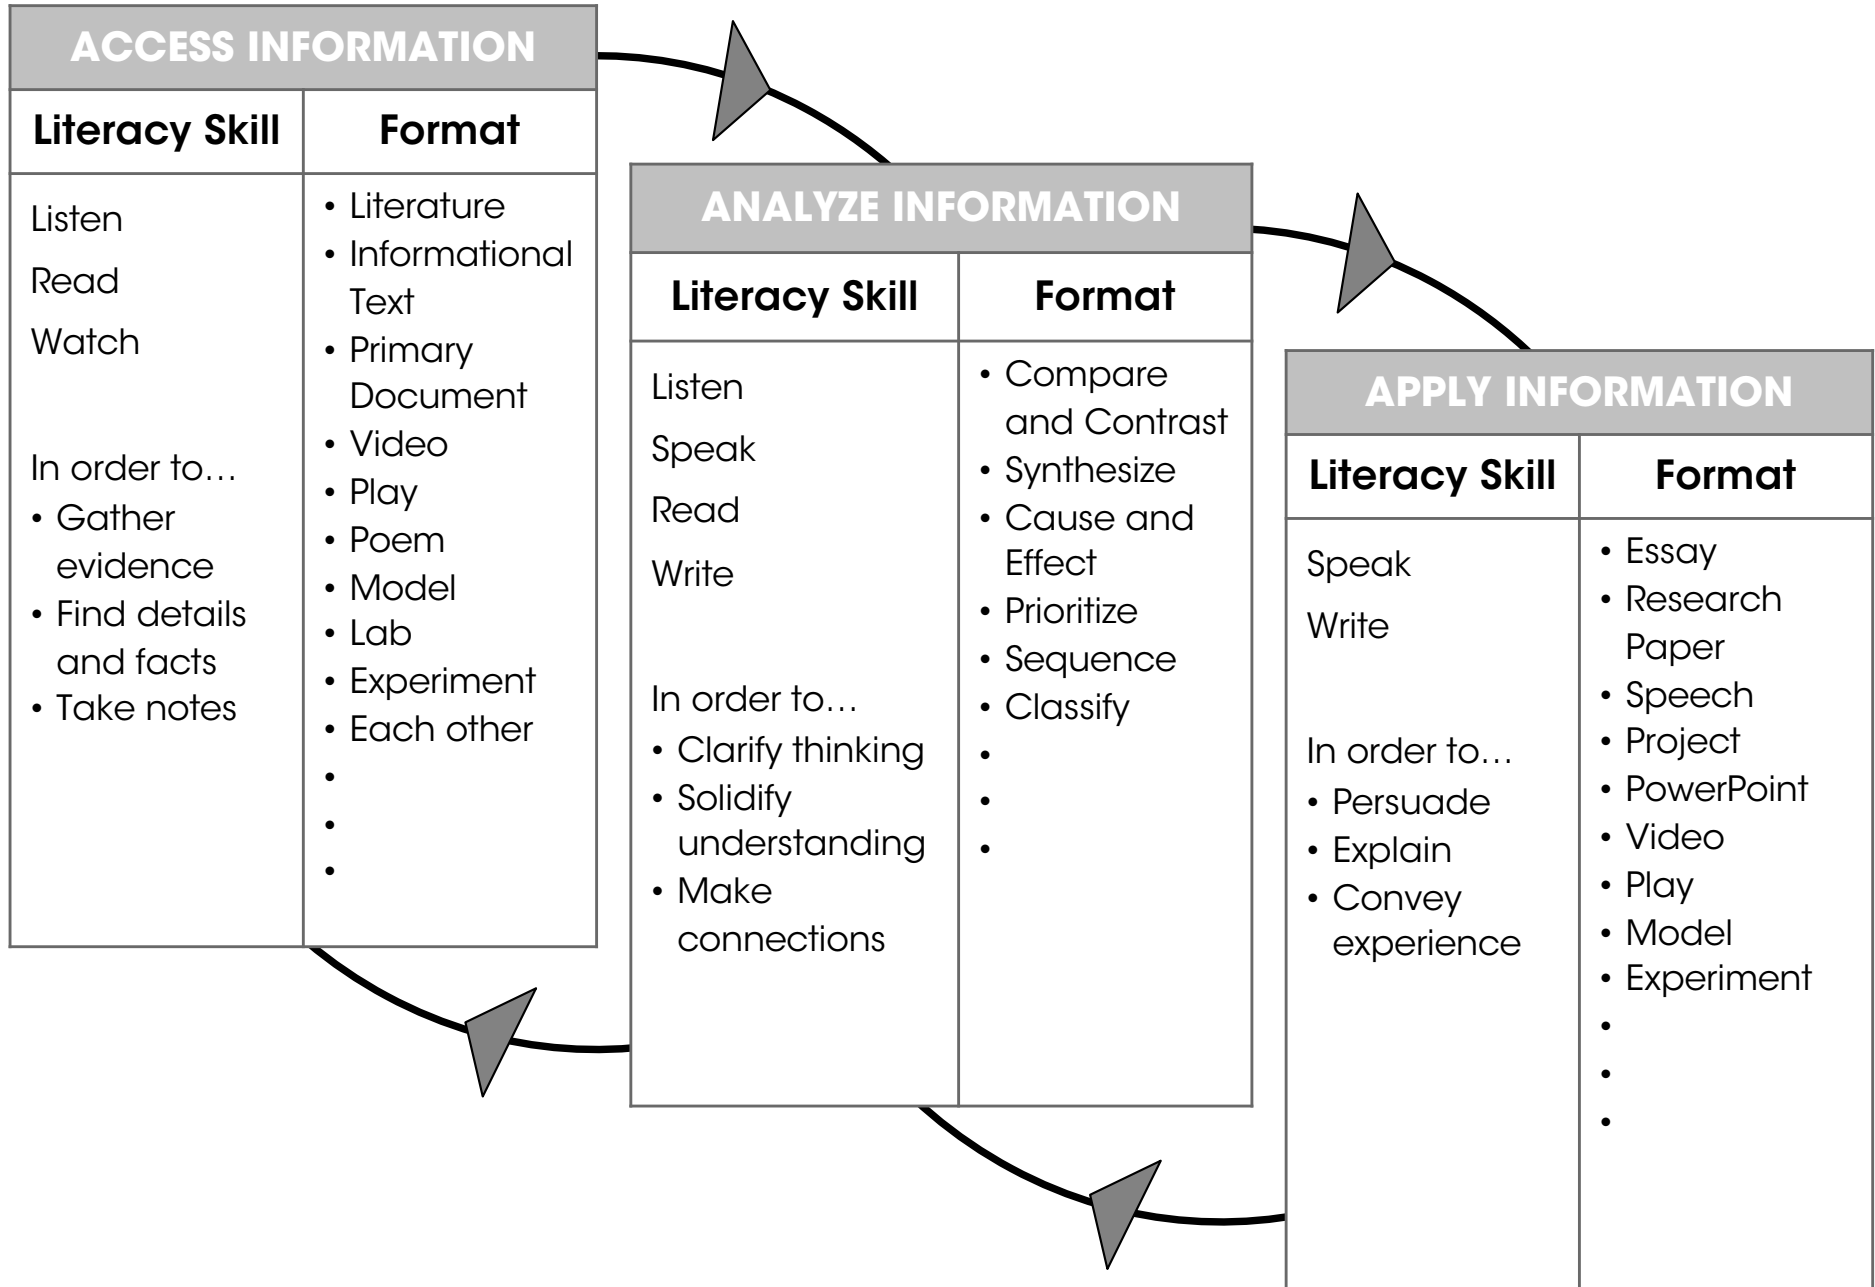 ACCESS INFORMATION
Literacy Skill
Format
Listen
Read
Watch
In order to…
• Gather
evidence
• Find details
and facts
• Take notes
• Literature
• Informational
Text
• Primary
Document
• Video
• Play
• Poem
• Model
• Lab
• Experiment
• Each other
•
•
•
ANALYZE INFORMATION
Literacy Skill
Format
Listen
Speak
Read
Write
In order to…
• Clarify thinking
• Solidify
understanding
• Make
connections
• Compare
and Contrast
• Synthesize
• Cause and
Effect
• Prioritize
• Sequence
• Classify
•
•
•
APPLY INFORMATION
Literacy Skill
Format
Speak
Write
In order to…
• Persuade
• Explain
• Convey
experience
• Essay
• Research
Paper
• Speech
• Project
• PowerPoint
• Video
• Play
• Model
• Experiment
•
•
•